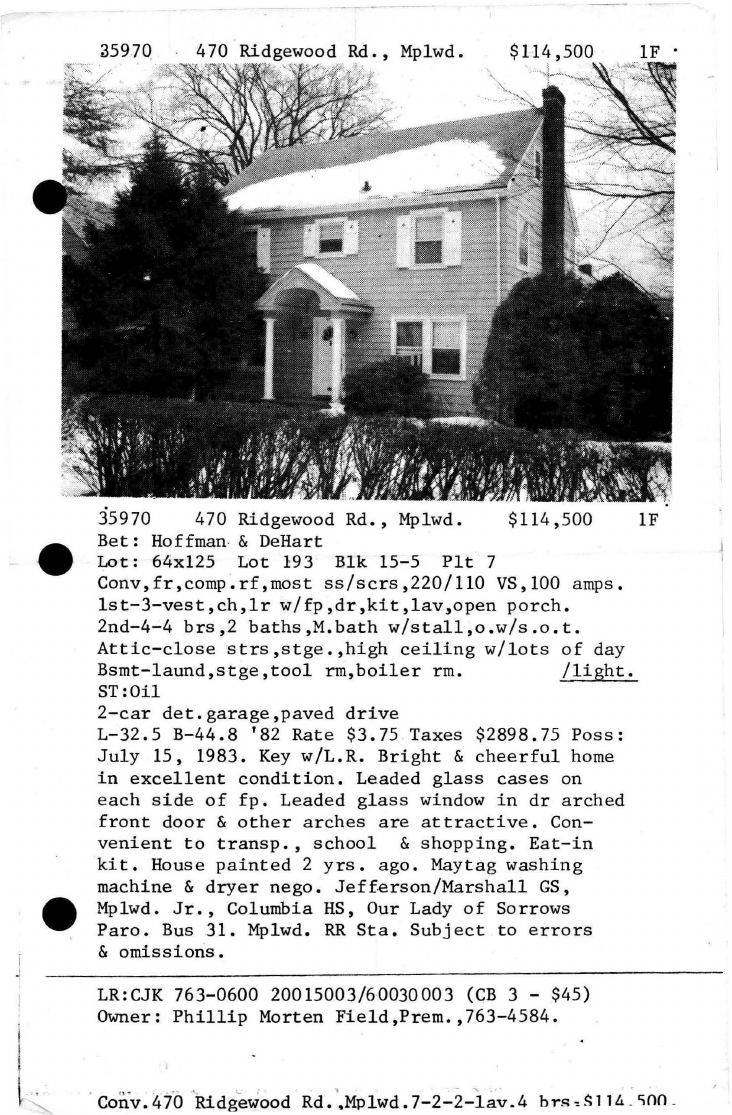 35970 470 Ridgewood Rd., Mplwd. $114,500 1F
35970 470 Ridgewood Rd., Mplwd. $114,500 1F
Bet: Hoffman & DeHart
Lot: 64x125 Lot 193 Blk 15-5 Plt 7
Conv,fr,comp.rf,most ss/scrs,220/110 VS,100 amps.
1st-3-vest,ch,lr w/fp,dr,kit,lav,open porch.
2nd-4-4 brs,2 baths,M.bath w/stall,o.w/s.o.t.
Attic-close strs,stge.,high ceiling w/lots of day
Bsmt-laund,stge,tool rm,boiler rm. /light.
ST:Oil
2-car det.garage,paved drive
L-32.5 B-44.8 '82 Rate $3.75 Taxes $2898.75 Poss:
July 15, 1983. Key w/L.R. Bright & cheerful home
in excellent condition. Leaded glass cases on
each side of fp. Leaded glass window in dr arched
front door & other arches are attractive. Con-
venient to transp., school & shopping. Eat-in
kit. House painted 2 yrs. ago. Maytag washing
machine & dryer nego. Jefferson/Marshall GS,
Mplwd. Jr., Columbia HS, Our Lady of Sorrows
Paro. Bus 31. Mplwd. RR Sta. Subject to errors
& omissions.
LR:CJK 763-0600 20015003/60030003 (CB 3 - $45)
Owner: Phillip Morten Field,Prem.,763-4584.
Conv.470 Ridgewood Rd.,Mplwd.7-2-2-lav.4 brs-$114,500.